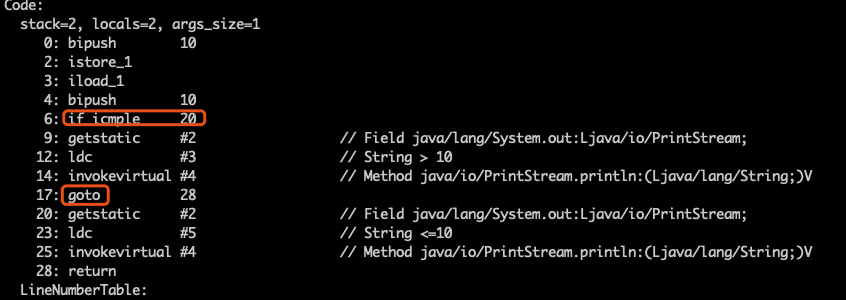 Code:
stack=2, locals=2, args_size=1
0: bipush 10
2: istore_1
3: iload_1
4: bipush 10
6: if_icmple 20
9: getstatic #2 // Field java/lang/System.out:Ljava/io/PrintStream;
12: ldc #3 // String > 10
14: invokevirtual #4 // Method java/io/PrintStream.println:(Ljava/lang/String;)V
17: goto 28
20: getstatic #2 // Field java/lang/System.out:Ljava/io/PrintStream;
23: ldc #5 // String <=10
25: invokevirtual #4 // Method java/io/PrintStream.println:(Ljava/lang/String;)V
28: return
LineNumberTable: